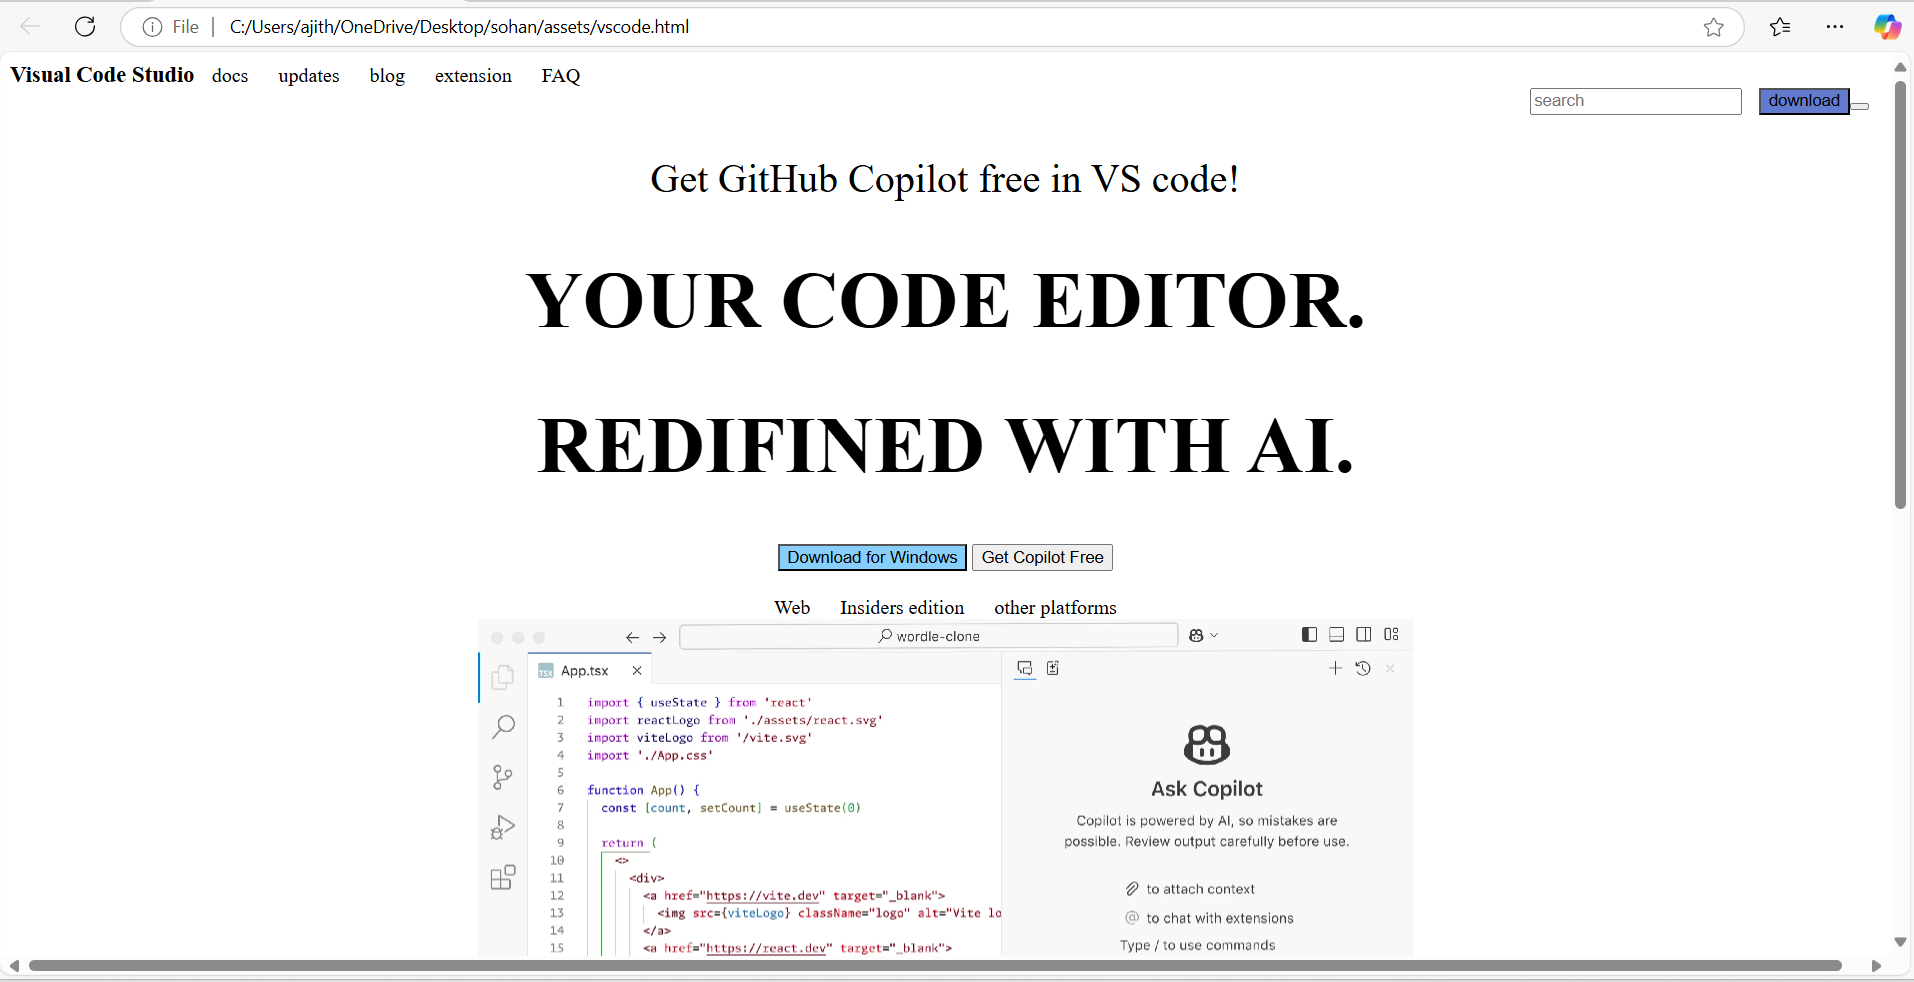 File | C:/Users/ajith/OneDrive/Desktop/sohan/assets/vscode.html
Visual Code Studio docs updates blog extension FAQ
search download
Get GitHub Copilot free in VS code!
YOUR CODE EDITOR.
REDIFINED WITH AI.
Download for Windows Get Copilot Free
Web Insiders edition other platforms
wordle-clone
TSX App.tsx
1 import { useState } from 'react'
2 import reactLogo from './assets/react.svg'
3 import viteLogo from '/vite.svg'
4 import './App.css'
5
6 function App() {
7 const [count, setCount] = useState(0)
8
9 return (
10 <>
11 <div>
12 <a href="https://vite.dev" target="_blank">
13 <img src={viteLogo} className="logo" alt="Vite lo
14 </a>
15 <a href="https://react.dev" target="_blank">
Ask Copilot
Copilot is powered by AI, so mistakes are
possible. Review output carefully before use.
to attach context
@ to chat with extensions
Type / to use commands